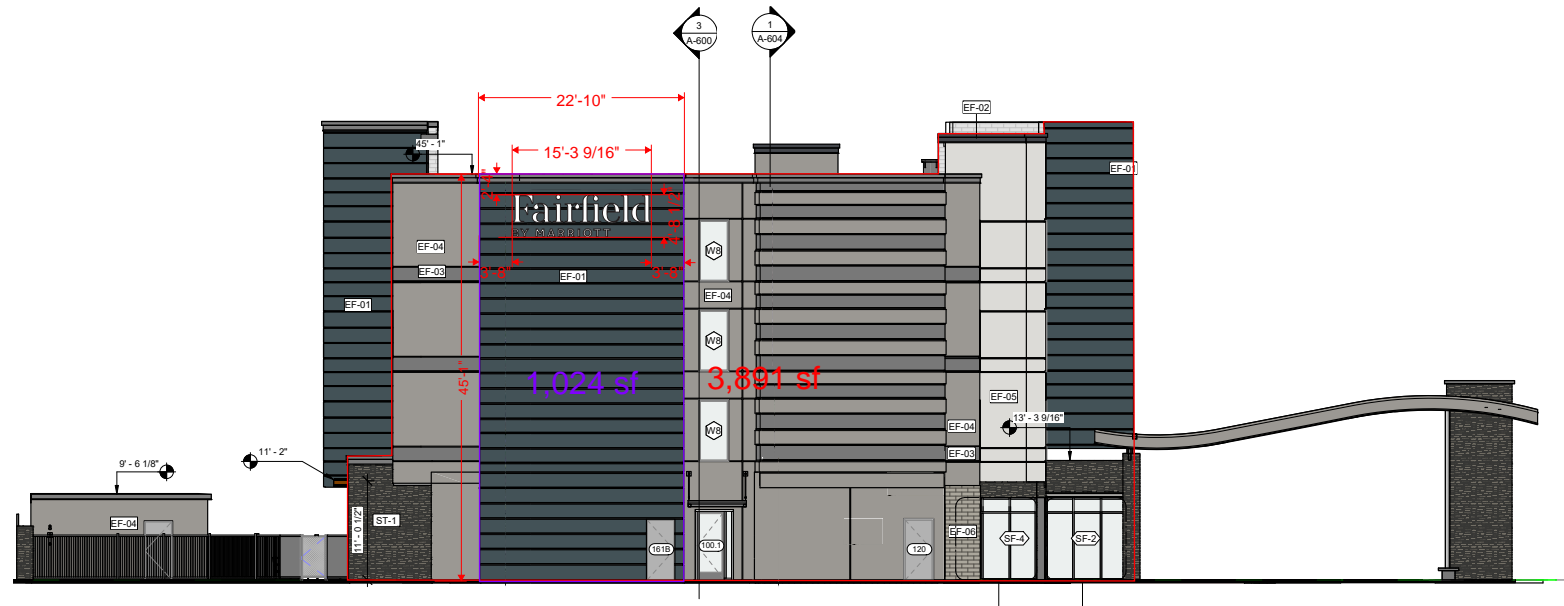 3
A-600
1
A-604
22'-10"
15'-3 9/16"
EF-02
45' - 1"
EF-01
Fairfield
BY MARRIOTT
EF-04
EF-03
3'-8"
3'-8"
EF-01
W8
EF-04
EF-01
W8
45'-1"
1,024 sf
3,891 sf
EF-05
13' - 3 9/16"
W8
EF-04
EF-03
11' - 2"
9' - 6 1/8"
EF-04
ST-1
11' - 0 1/2"
161B
100.1
120
EF-06
SF-4
SF-2